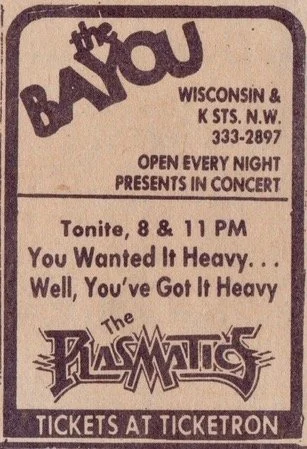 the
BAYOU
WISCONSIN &
K STS. N.W.
333-2897
OPEN EVERY NIGHT
PRESENTS IN CONCERT
Tonite, 8 & 11 PM
You Wanted It Heavy...
Well, You've Got It Heavy
The
PLASMATICS
TICKETS AT TICKETRON